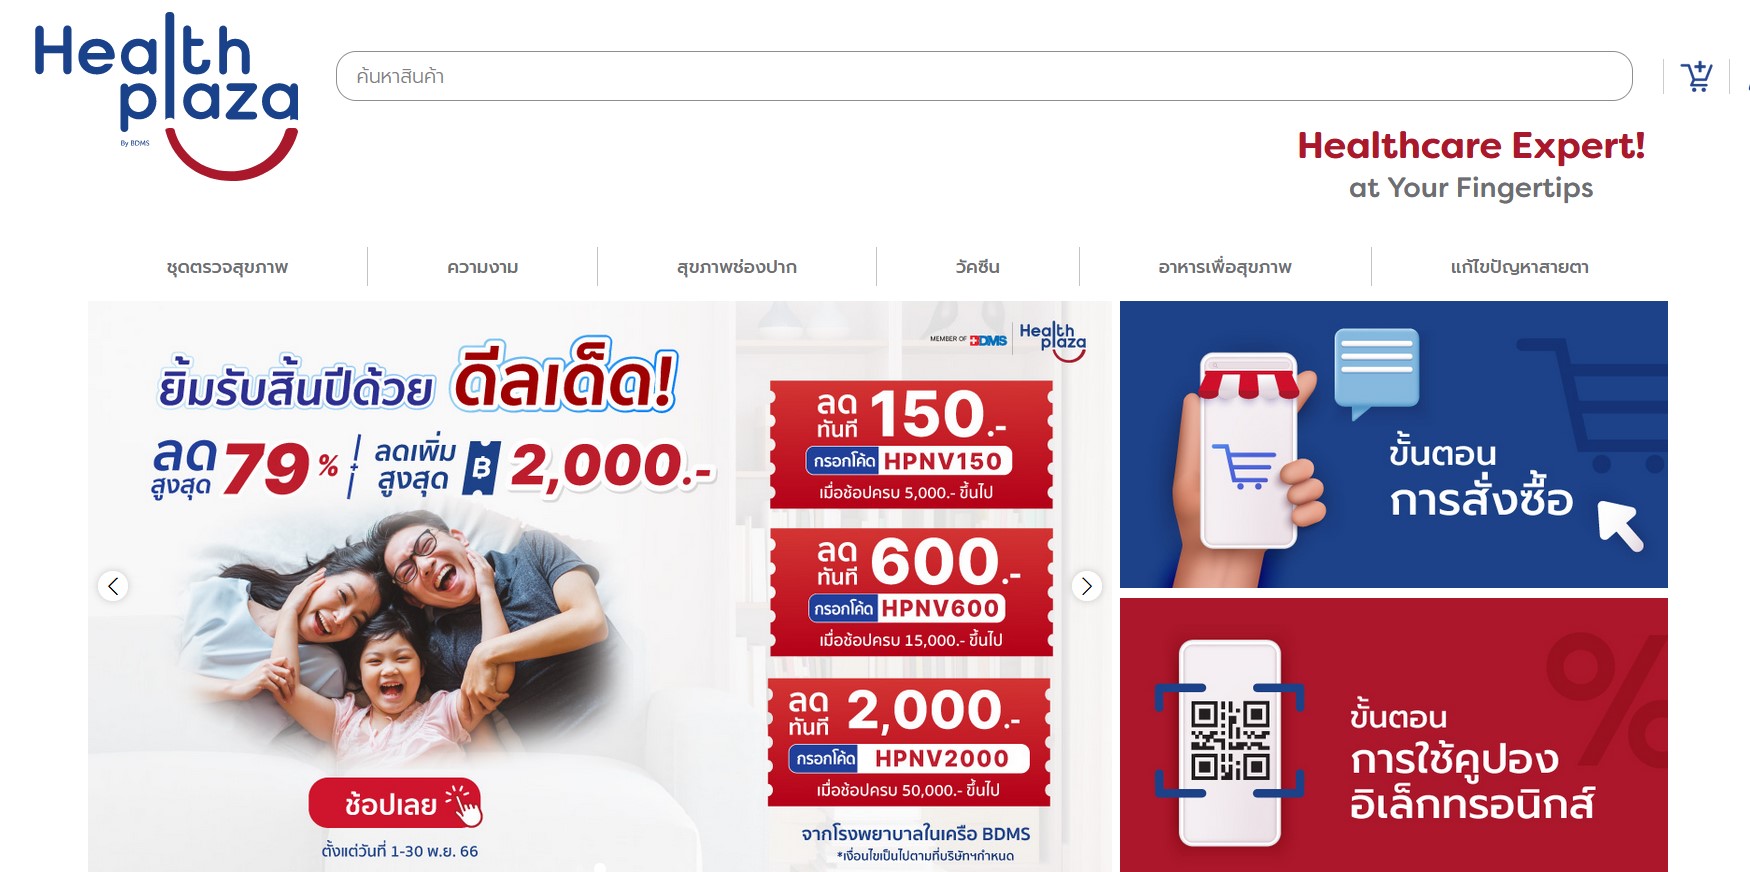 Health
plaza
By BDMS
ค้นหาสินค้า
Healthcare Expert!
at Your Fingertips
ชุดตรวจสุขภาพ
ความงาม
สุขภาพช่องปาก
วัคซีน
อาหารเพื่อสุขภาพ
แก้ไขปัญหาสายตา
ยิ้มรับสิ้นปีด้วย ดีลเด็ด!
ลดสูงสุด 79% + ลดเพิ่มสูงสุด ฿ 2,000.-
ช้อปเลย
ตั้งแต่วันที่ 1-30 พ.ย. 66
MEMBER OF BDMS
Health
plaza
ลดทันที 150.-
กรอกโค้ด HPNV150
เมื่อช้อปครบ 5,000.- ขึ้นไป
ลดทันที 600.-
กรอกโค้ด HPNV600
เมื่อช้อปครบ 15,000.- ขึ้นไป
ลดทันที 2,000.-
กรอกโค้ด HPNV2000
เมื่อช้อปครบ 50,000.- ขึ้นไป
จากโรงพยาบาลในเครือ BDMS
*เงื่อนไขเป็นไปตามที่บริษัทฯกำหนด
ขั้นตอน
การสั่งซื้อ
ขั้นตอน
การใช้คูปอง
อิเล็กทรอนิกส์